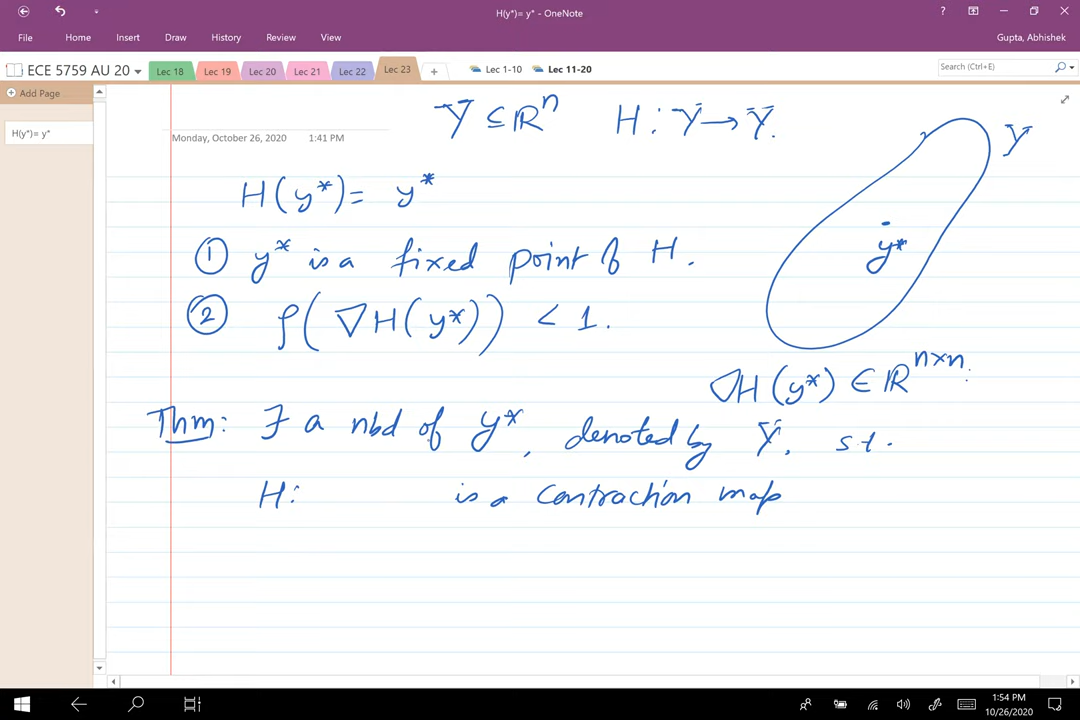 H(y*)= y* - OneNote
File Home Insert Draw History Review View Gupta, Abhishek
ECE 5759 AU 20 Lec 18 Lec 19 Lec 20 Lec 21 Lec 22 Lec 23 Lec 1-10 Lec 11-20 Search (Ctrl+E)
Add Page
H(y*)= y*
Monday, October 26, 2020 1:41 PM
Y ⊆ ℝⁿ H : Y → Y.
Y
H(y*) = y*
y*
① y* is a fixed point of H.
② ρ(∇H(y*)) < 1.
∇H(y*) ∈ ℝⁿˣⁿ.
Thm: ∃ a nbd of y*, denoted by Y, s.t.
H: is a contraction map
1:54 PM
10/26/2020